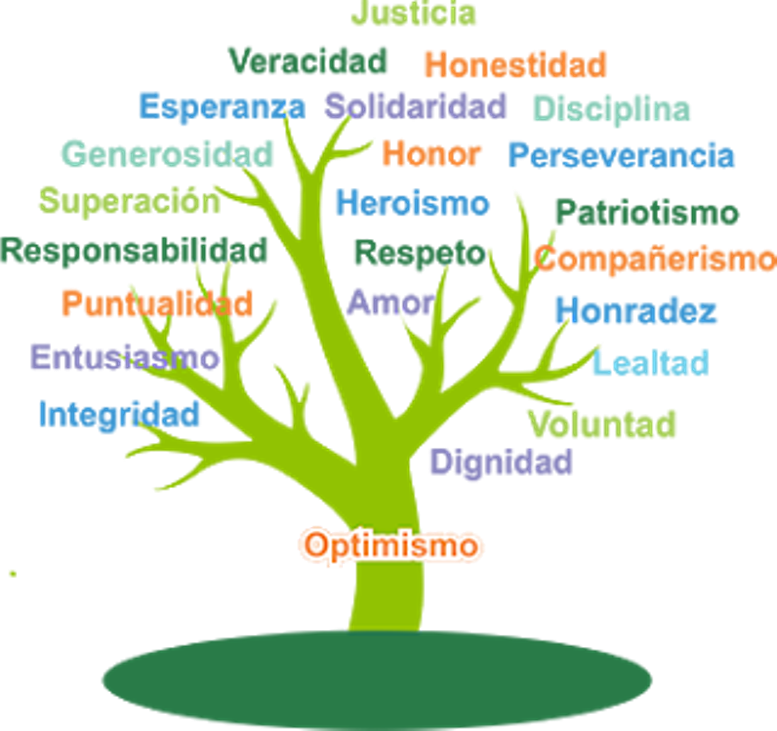 Justicia
Veracidad Honestidad
Esperanza Solidaridad Disciplina
Generosidad Honor Perseverancia
Superación Heroismo Patriotismo
Responsabilidad Respeto Compañerismo
Puntualidad Amor Honradez
Entusiasmo Lealtad
Integridad Voluntad
Dignidad
Optimismo